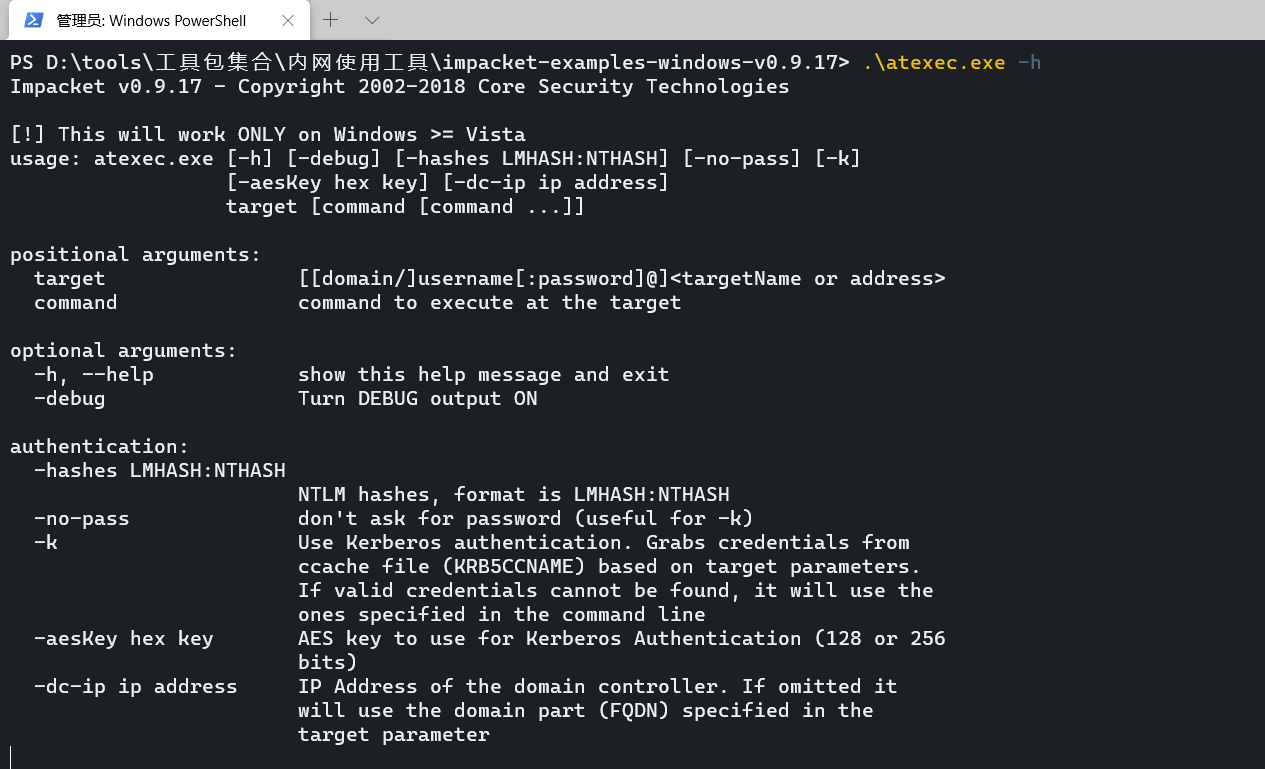 管理员: Windows PowerShell
PS D:\tools\工具包集合\内网使用工具\impacket-examples-windows-v0.9.17> .\atexec.exe -h
Impacket v0.9.17 - Copyright 2002-2018 Core Security Technologies
[!] This will work ONLY on Windows >= Vista
usage: atexec.exe [-h] [-debug] [-hashes LMHASH:NTHASH] [-no-pass] [-k]
[-aesKey hex key] [-dc-ip ip address]
target [command [command ...]]
positional arguments:
target [[domain/]username[:password]@]<targetName or address>
command command to execute at the target
optional arguments:
-h, --help show this help message and exit
-debug Turn DEBUG output ON
authentication:
-hashes LMHASH:NTHASH
NTLM hashes, format is LMHASH:NTHASH
-no-pass don't ask for password (useful for -k)
-k Use Kerberos authentication. Grabs credentials from
ccache file (KRB5CCNAME) based on target parameters.
If valid credentials cannot be found, it will use the
ones specified in the command line
-aesKey hex key AES key to use for Kerberos Authentication (128 or 256
bits)
-dc-ip ip address IP Address of the domain controller. If omitted it
will use the domain part (FQDN) specified in the
target parameter